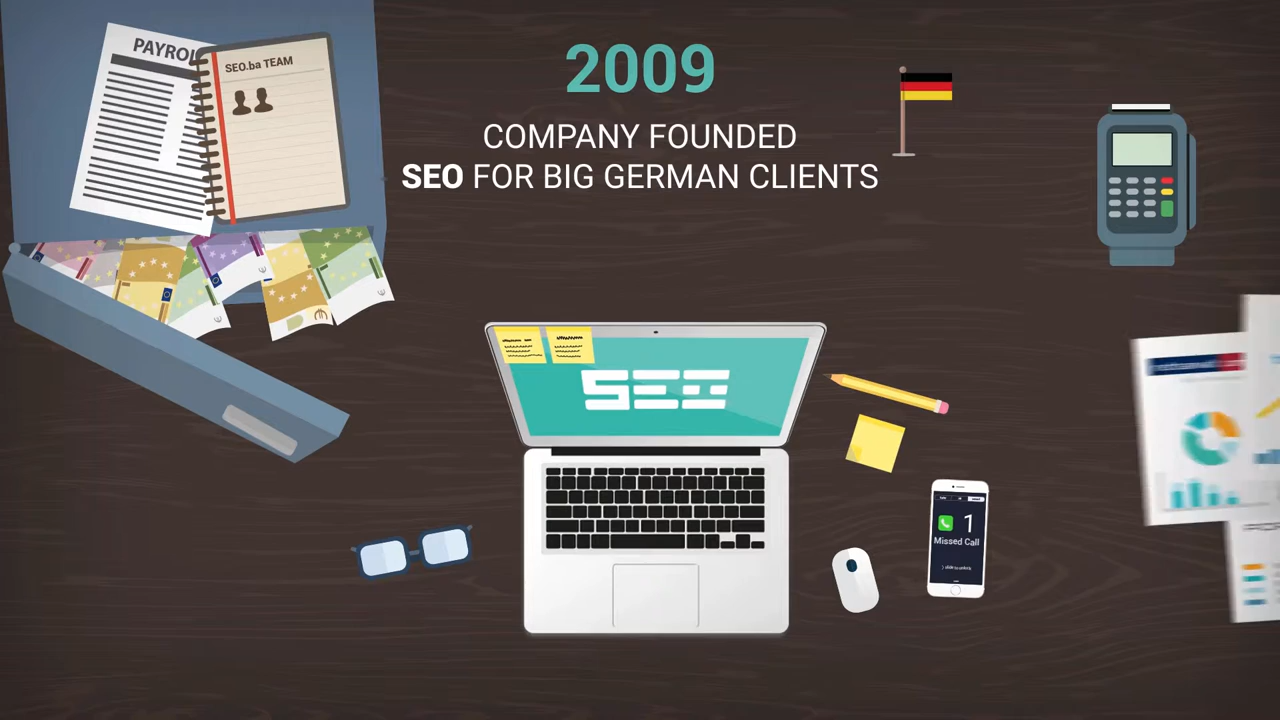 2009
COMPANY FOUNDED
SEO FOR BIG GERMAN CLIENTS
PAYROL
SEO.ba TEAM
SEO
1
Missed Call